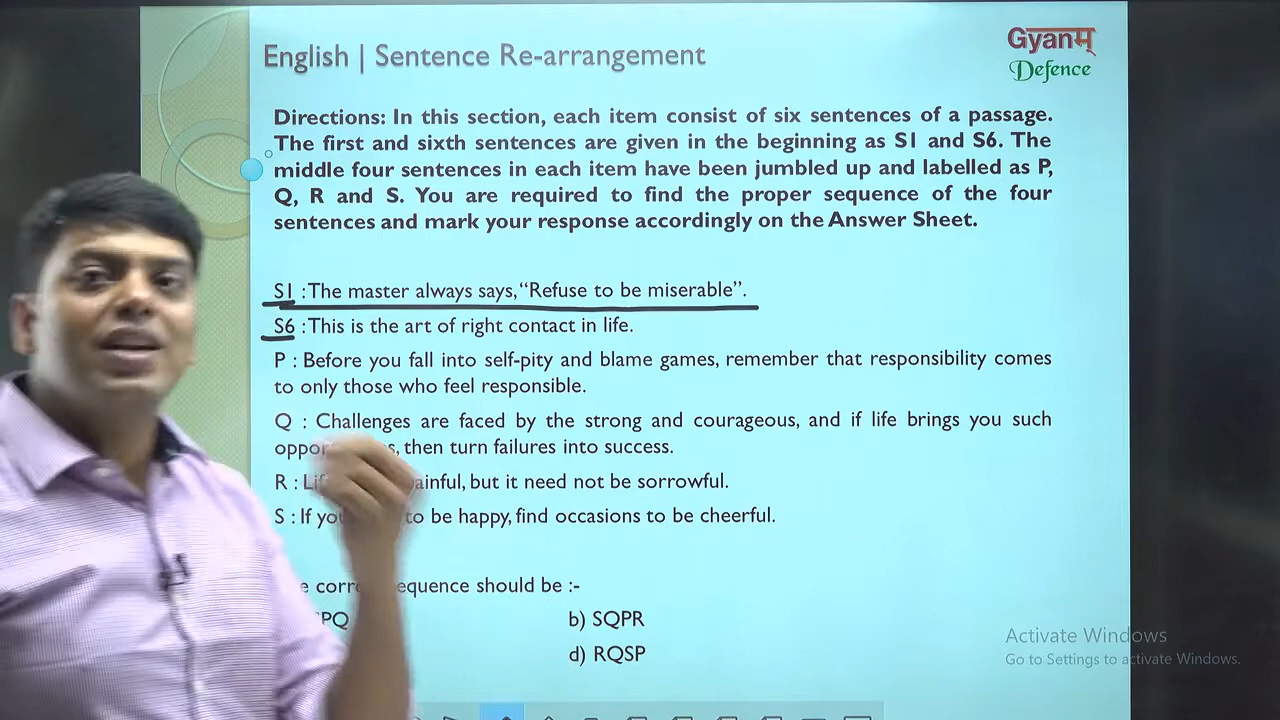 English | Sentence Re-arrangement
Gyanम्
Defence
Directions: In this section, each item consist of six sentences of a passage.
The first and sixth sentences are given in the beginning as S1 and S6. The
middle four sentences in each item have been jumbled up and labelled as P,
Q, R and S. You are required to find the proper sequence of the four
sentences and mark your response accordingly on the Answer Sheet.
S1 : The master always says, “Refuse to be miserable”.
S6 : This is the art of right contact in life.
P : Before you fall into self-pity and blame games, remember that responsibility comes
to only those who feel responsible.
Q : Challenges are faced by the strong and courageous, and if life brings you such
then turn failures into success.
R : but it need not be sorrowful.
S : If to be happy, find occasions to be cheerful.
should be :-
b) SQPR
d) RQSP
Activate Windows
Go to Settings to activate Windows.